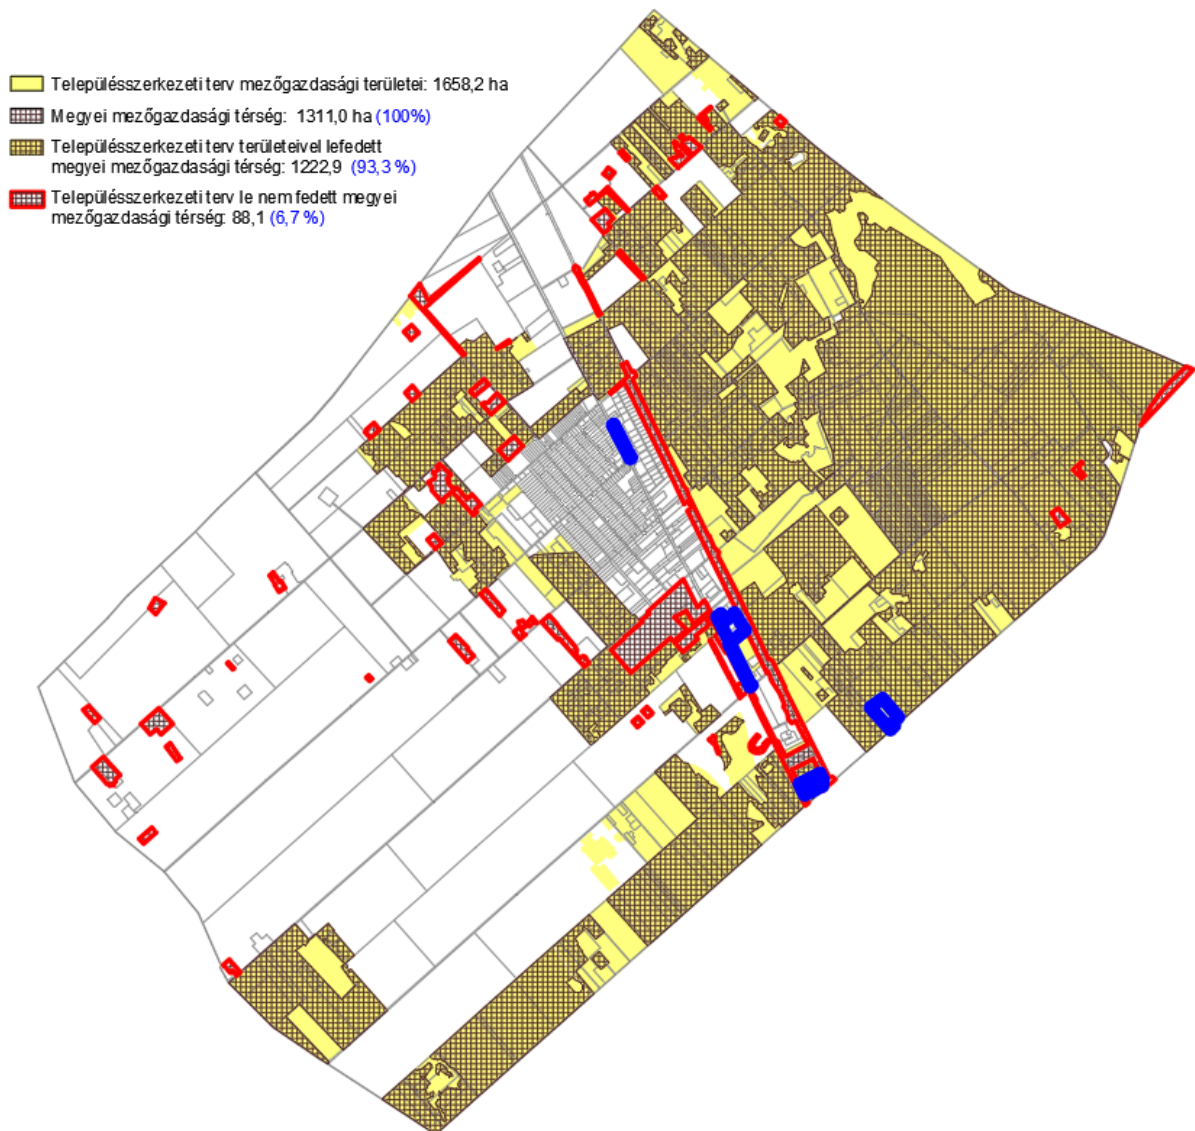 Településszerkezeti terv mezőgazdasági területei: 1658,2 ha
Megyei mezőgazdasági térség: 1311,0 ha (100%)
Településszerkezeti terv területeivel lefedett
megyei mezőgazdasági térség: 1222,9 (93,3 %)
Településszerkezeti terv le nem fedett megyei
mezőgazdasági térség: 88,1 (6,7 %)